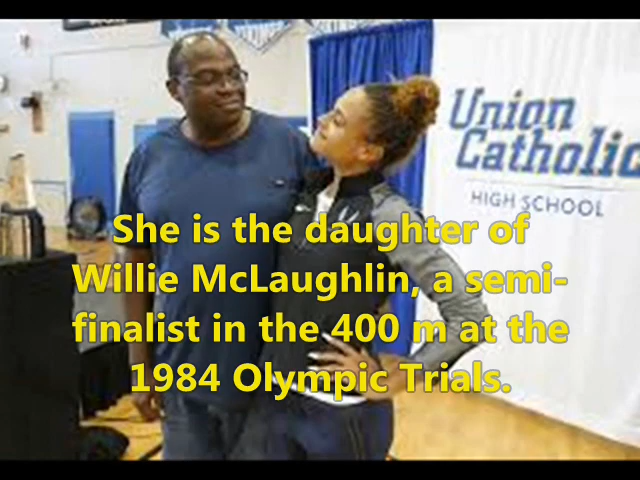 Union
Catholic
HIGH SCHOOL
She is the daughter of
Willie McLaughlin, a semi-
finalist in the 400 m at the
1984 Olympic Trials.